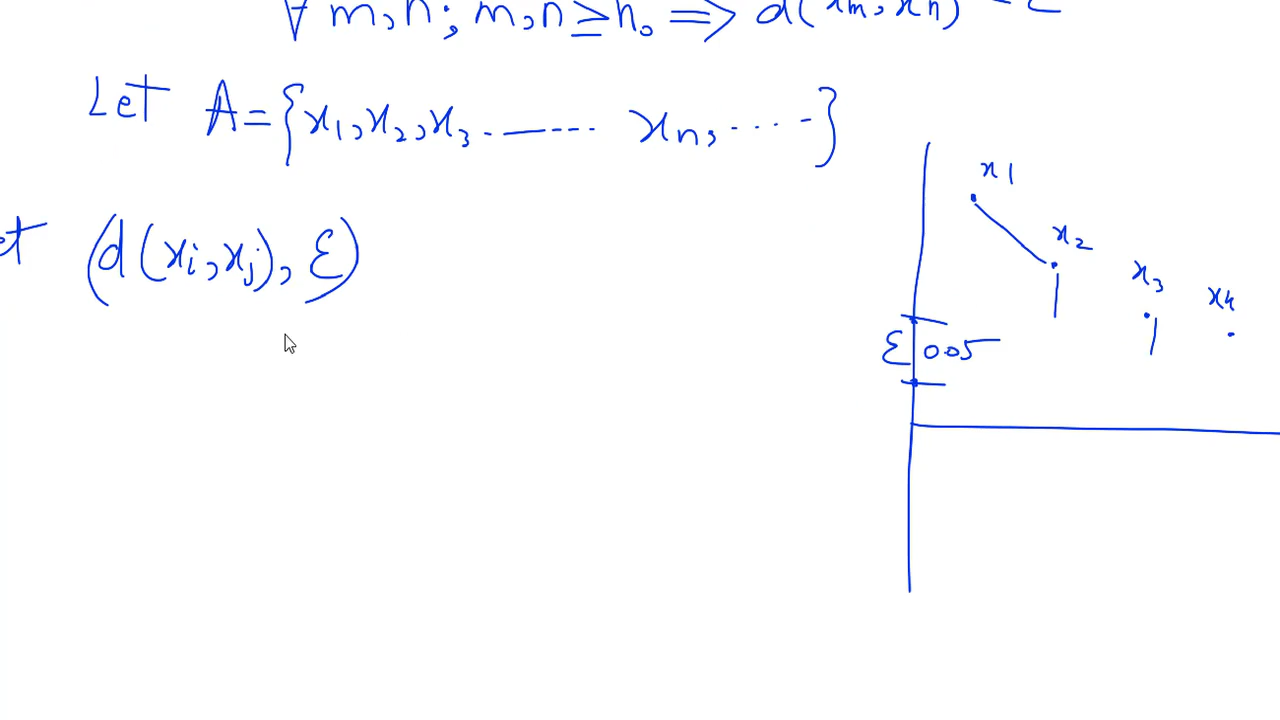 ∀ m,n; m,n ≥ n₀ ⟹ d(xm, xn)
Let A = {x₁, x₂, x₃ ------- xn, .....}
(d(xi, xj), ε)
x1
x2
x3
x4
ε 0.05